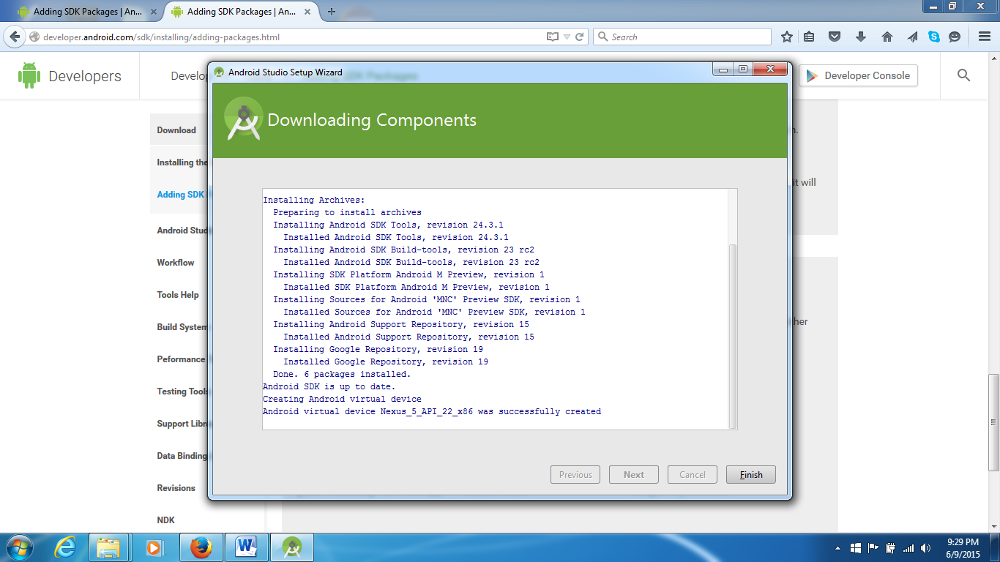 Adding SDK Packages | An...
Adding SDK Packages | An...
developer.android.com/sdk/installing/adding-packages.html
Search
Developers
Develo
Developer Console
Download
Installing the
Adding SDK
Android Stud
Workflow
Tools Help
Build System
Peformance
Testing Tools
Support Libra
Data Binding
Revisions
NDK
n.
it will
her
Android Studio Setup Wizard
SDK Packages
Downloading Components
Installing Archives:
Preparing to install archives
Installing Android SDK Tools, revision 24.3.1
Installed Android SDK Tools, revision 24.3.1
Installing Android SDK Build-tools, revision 23 rc2
Installed Android SDK Build-tools, revision 23 rc2
Installing SDK Platform Android M Preview, revision 1
Installed SDK Platform Android M Preview, revision 1
Installing Sources for Android 'MNC' Preview SDK, revision 1
Installed Sources for Android 'MNC' Preview SDK, revision 1
Installing Android Support Repository, revision 15
Installed Android Support Repository, revision 15
Installing Google Repository, revision 19
Installed Google Repository, revision 19
Done. 6 packages installed.
Android SDK is up to date.
Creating Android virtual device
Android virtual device Nexus_5_API_22_x86 was successfully created
Previous
Next
Cancel
Finish
9:29 PM
6/9/2015